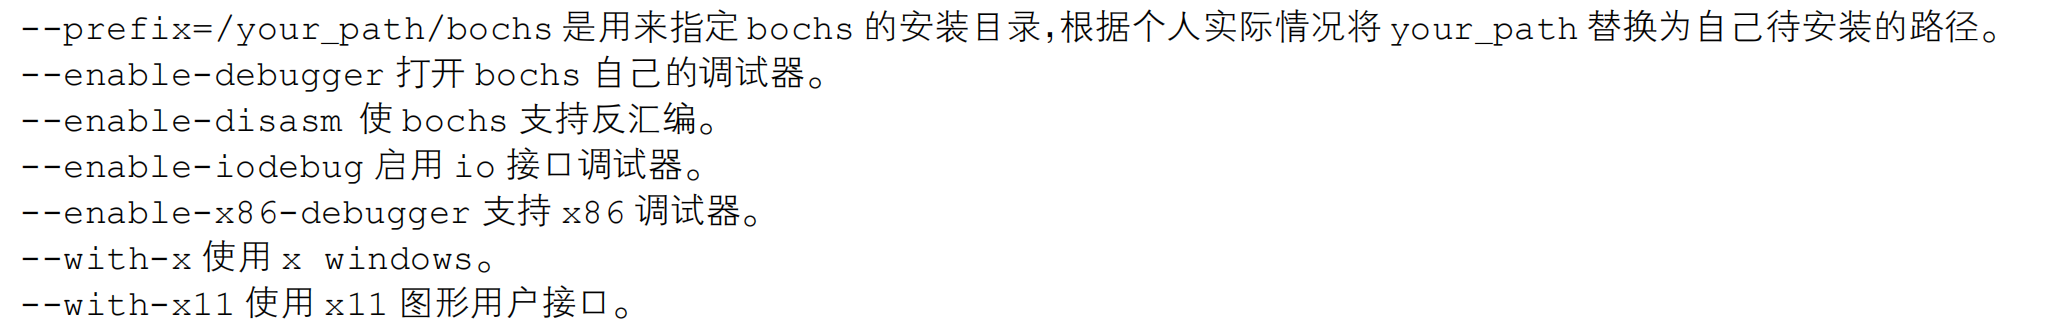 --prefix=/your_path/bochs 是用来指定 bochs 的安装目录,根据个人实际情况将 your_path 替换为自己待安装的路径。
--enable-debugger 打开 bochs 自己的调试器。
--enable-disasm 使 bochs 支持反汇编。
--enable-iodebug 启用 io 接口调试器。
--enable-x86-debugger 支持 x86 调试器。
--with-x 使用 x windows。
--with-x11 使用 x11 图形用户接口。